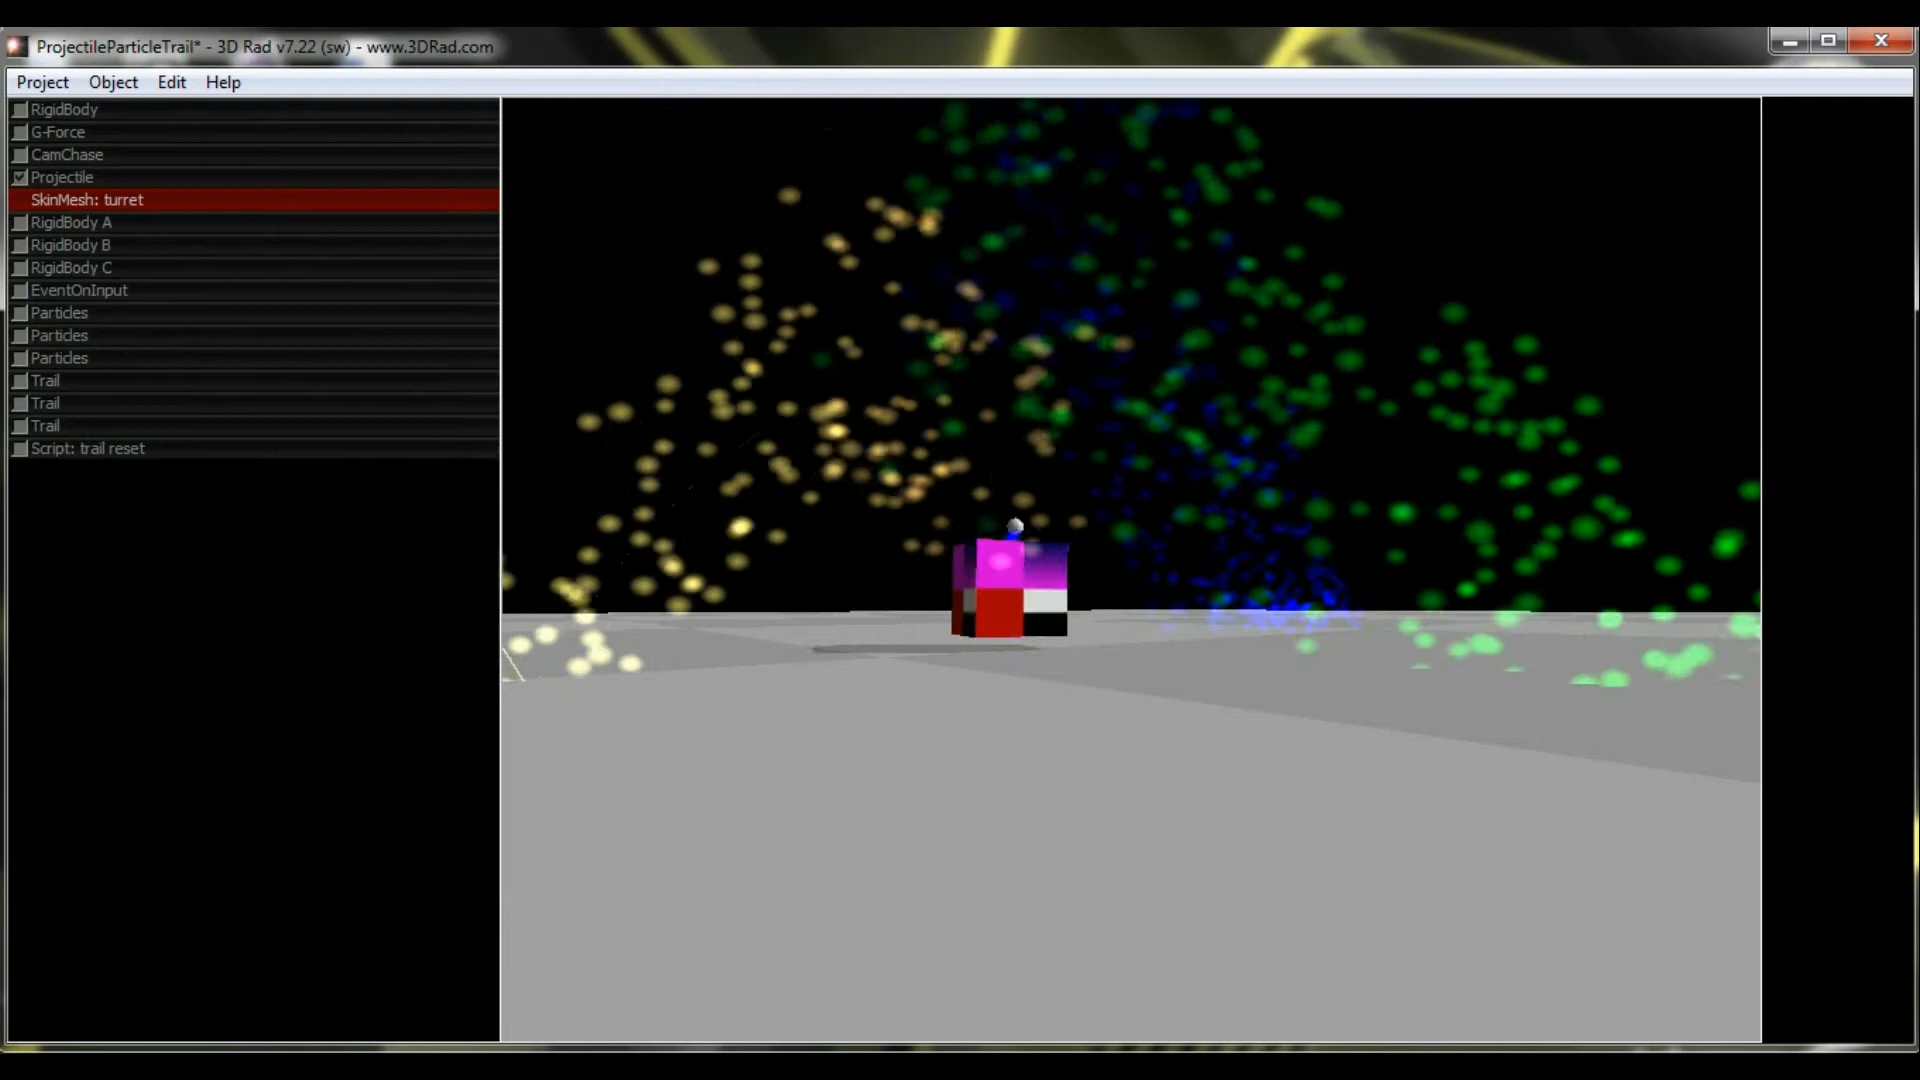 ProjectileParticleTrail* - 3D Rad v7.22 (sw) - www.3DRad.com
Project Object Edit Help
RigidBody
G-Force
CamChase
Projectile
SkinMesh: turret
RigidBody A
RigidBody B
RigidBody C
EventOnInput
Particles
Particles
Particles
Trail
Trail
Trail
Script: trail reset